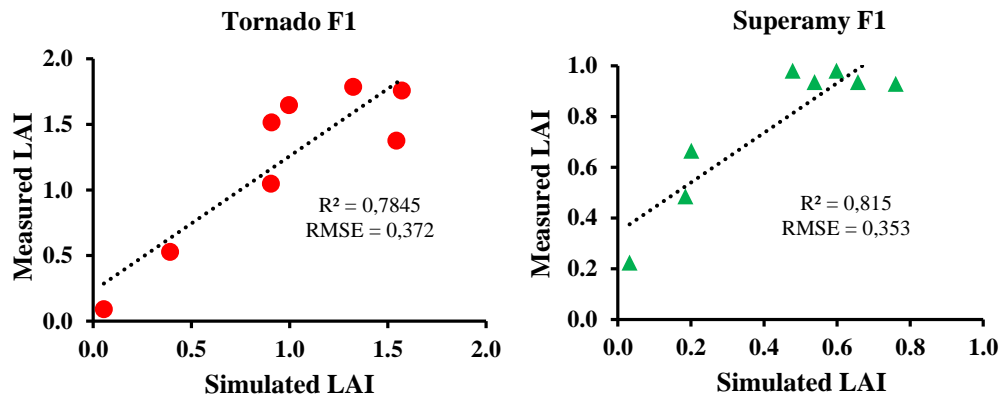 Tornado F1
Measured LAI
2.0
1.5
1.0
0.5
0.0
R² = 0,7845
RMSE = 0,372
0.0 0.5 1.0 1.5 2.0
Simulated LAI
Superamy F1
Measured LAI
1.0
0.8
0.6
0.4
0.2
0.0
R² = 0,815
RMSE = 0,353
0.0 0.2 0.4 0.6 0.8 1.0
Simulated LAI